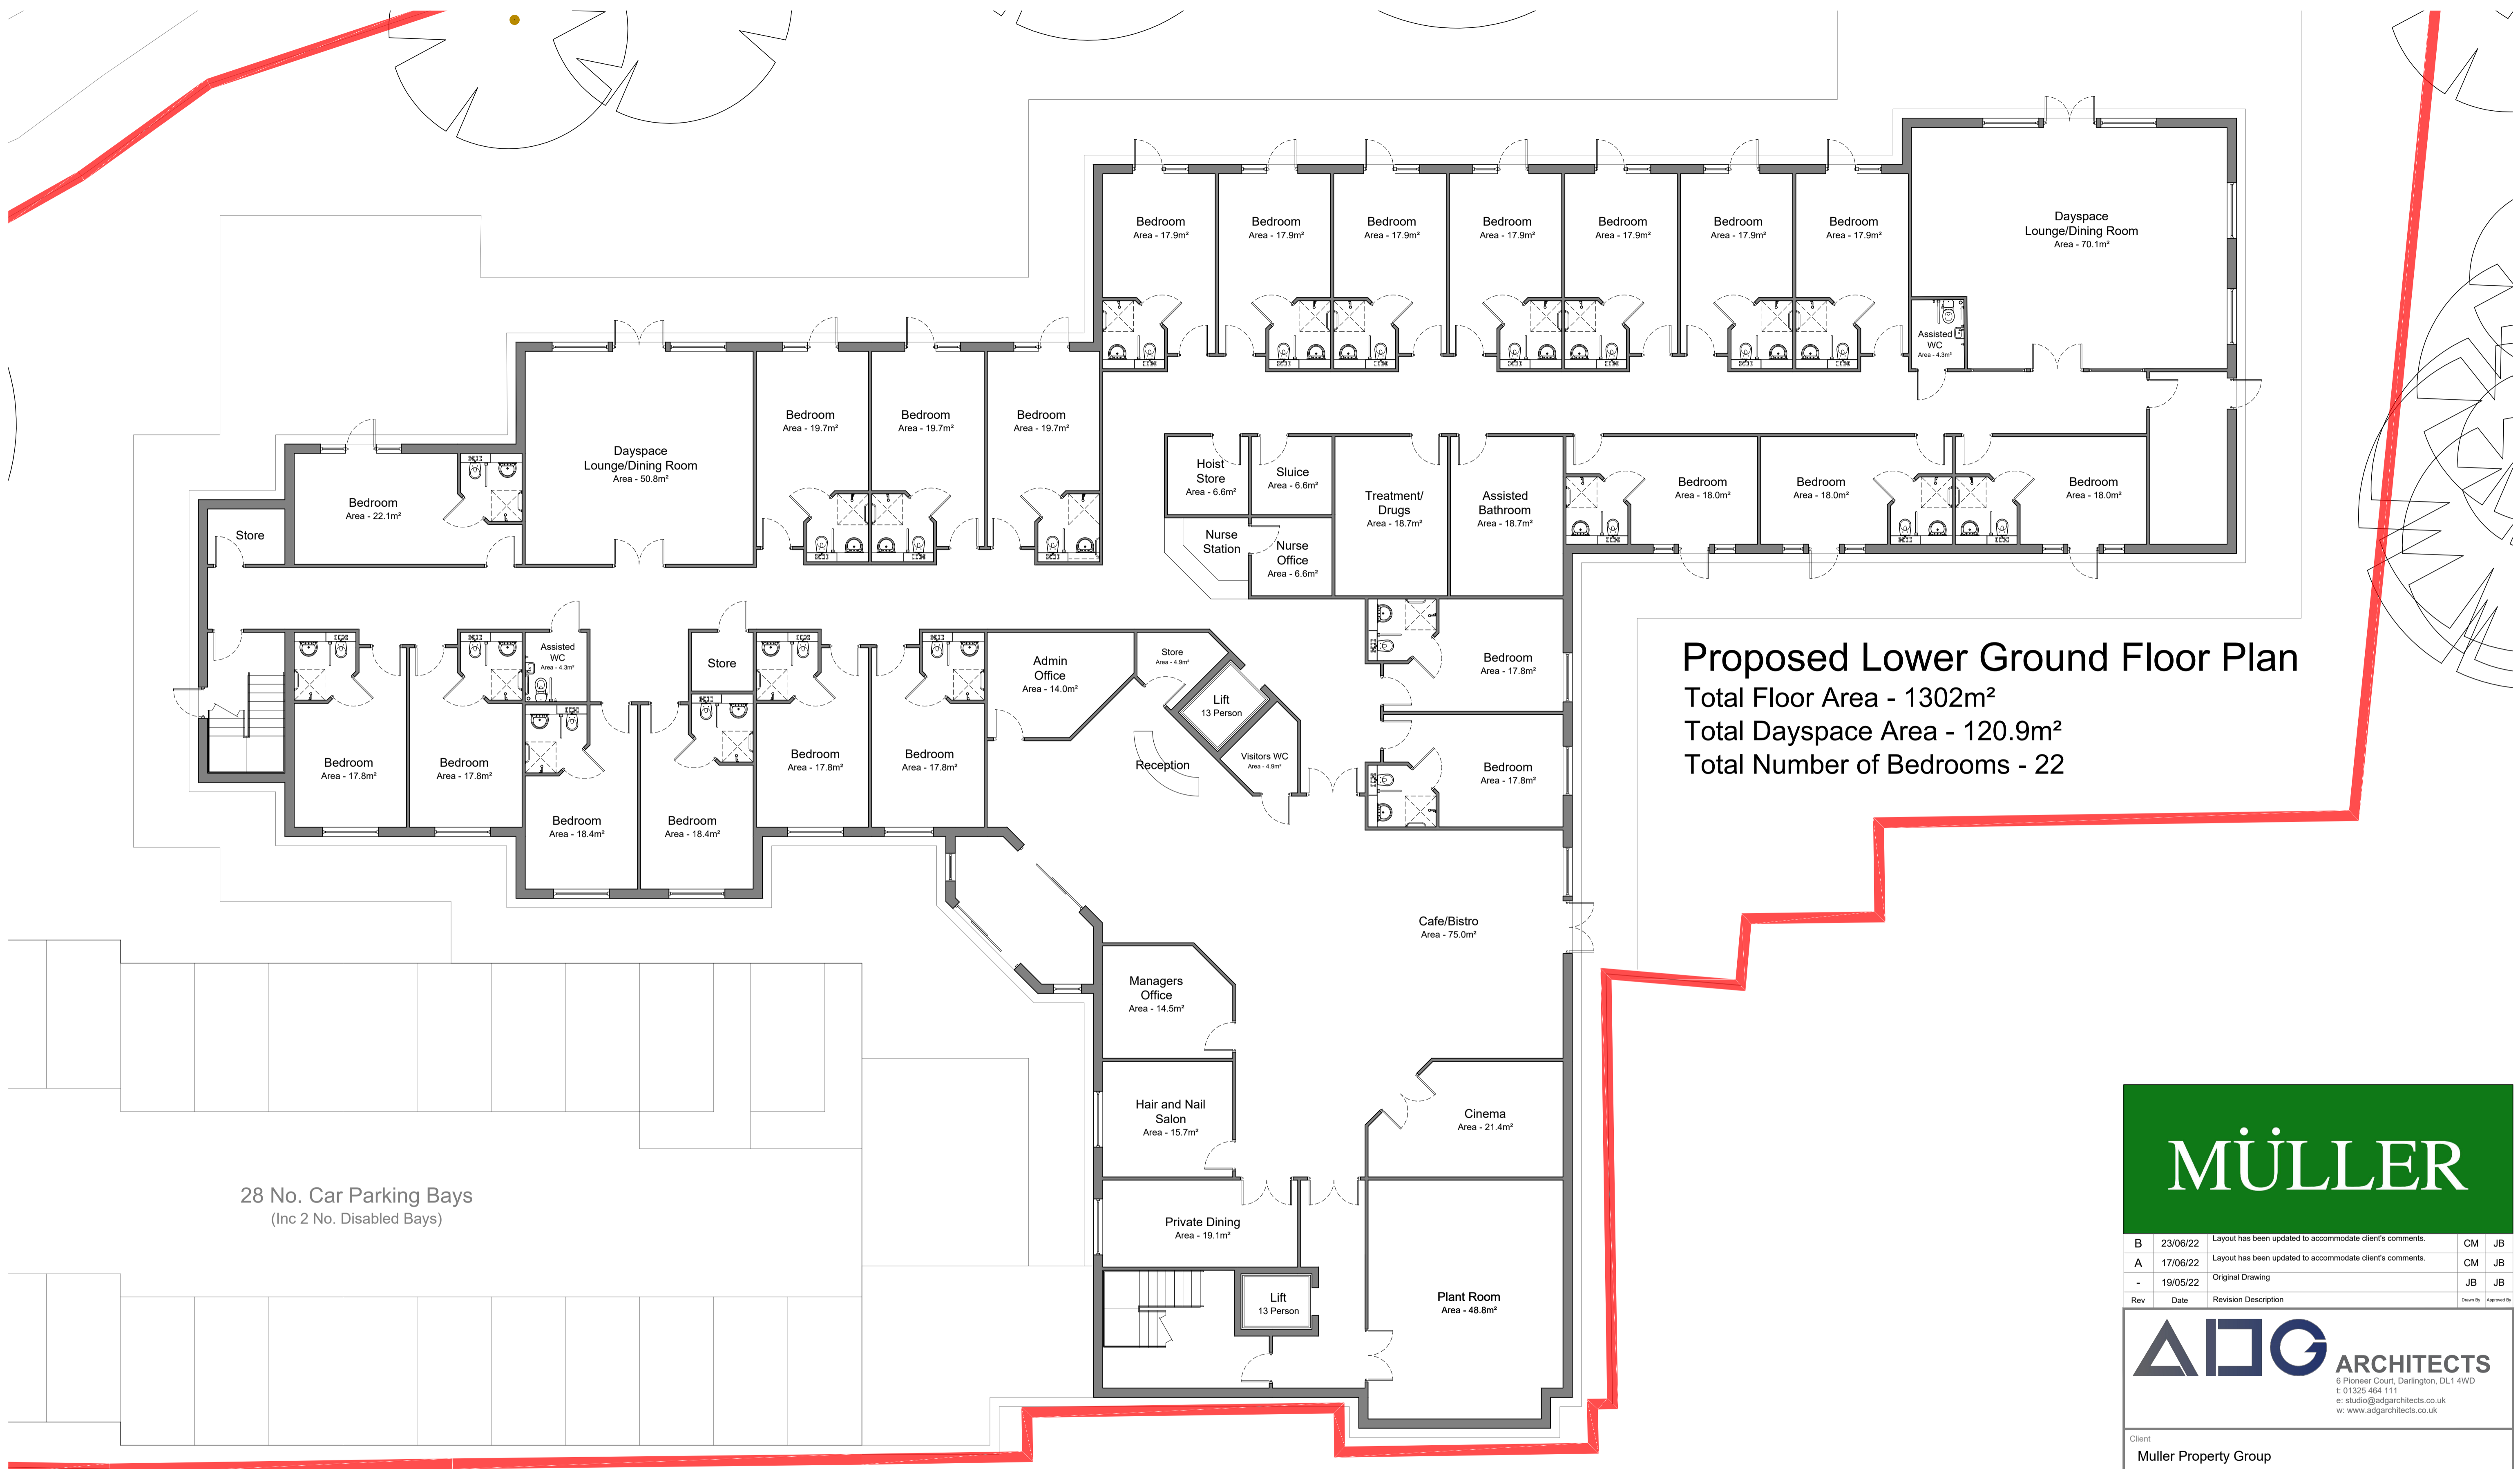 Bedroom
Area - 17.9m²
Bedroom
Area - 17.9m²
Bedroom
Area - 17.9m²
Bedroom
Area - 17.9m²
Bedroom
Area - 17.9m²
Bedroom
Area - 17.9m²
Bedroom
Area - 17.9m²
Dayspace
Lounge/Dining Room
Area - 70.1m²
Assisted
WC
Area - 4.3m²
Bedroom
Area - 22.1m²
Store
Dayspace
Lounge/Dining Room
Area - 50.8m²
Bedroom
Area - 19.7m²
Bedroom
Area - 19.7m²
Bedroom
Area - 19.7m²
Hoist
Store
Area - 6.6m²
Sluice
Area - 6.6m²
Nurse
Station
Nurse
Office
Area - 6.6m²
Treatment/
Drugs
Area - 18.7m²
Assisted
Bathroom
Area - 18.7m²
Bedroom
Area - 18.0m²
Bedroom
Area - 18.0m²
Bedroom
Area - 18.0m²
Bedroom
Area - 17.8m²
Bedroom
Area - 17.8m²
Assisted
WC
Area - 4.3m²
Bedroom
Area - 18.4m²
Store
Bedroom
Area - 18.4m²
Bedroom
Area - 17.8m²
Bedroom
Area - 17.8m²
Admin
Office
Area - 14.0m²
Store
Area - 4.9m²
Lift
13 Person
Visitors WC
Area - 4.9m²
Reception
Bedroom
Area - 17.8m²
Bedroom
Area - 17.8m²
Proposed Lower Ground Floor Plan
Total Floor Area - 1302m²
Total Dayspace Area - 120.9m²
Total Number of Bedrooms - 22
Cafe/Bistro
Area - 75.0m²
Managers
Office
Area - 14.5m²
Hair and Nail
Salon
Area - 15.7m²
Cinema
Area - 21.4m²
Private Dining
Area - 19.1m²
Lift
13 Person
Plant Room
Area - 48.8m²
28 No. Car Parking Bays
(Inc 2 No. Disabled Bays)
MÜLLER
B 23/06/22 Layout has been updated to accommodate client's comments. CM JB
A 17/06/22 Layout has been updated to accommodate client's comments. CM JB
- 19/05/22 Original Drawing JB JB
Rev Date Revision Description Drawn By Approved By
ADG ARCHITECTS
6 Pioneer Court, Darlington, DL1 4WD
t: 01325 464 111
e: studio@adgarchitects.co.uk
w: www.adgarchitects.co.uk
Client
Muller Property Group